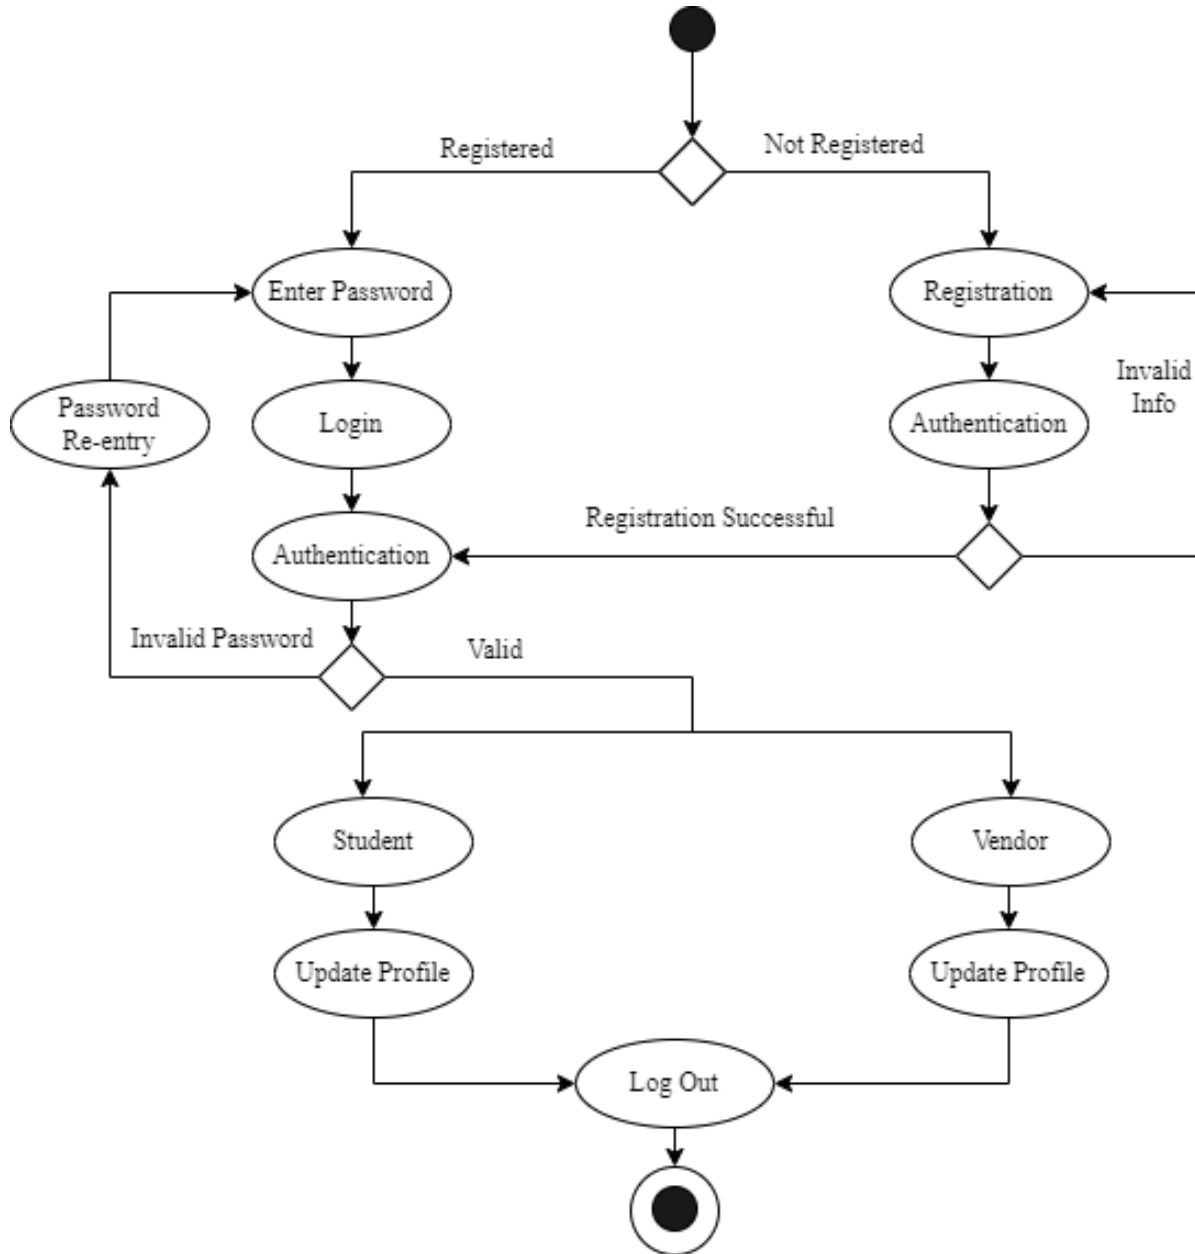 Registered
Not Registered
Enter Password
Registration
Invalid
Info
Password
Re-entry
Login
Authentication
Registration Successful
Authentication
Invalid Password
Valid
Student
Vendor
Update Profile
Update Profile
Log Out